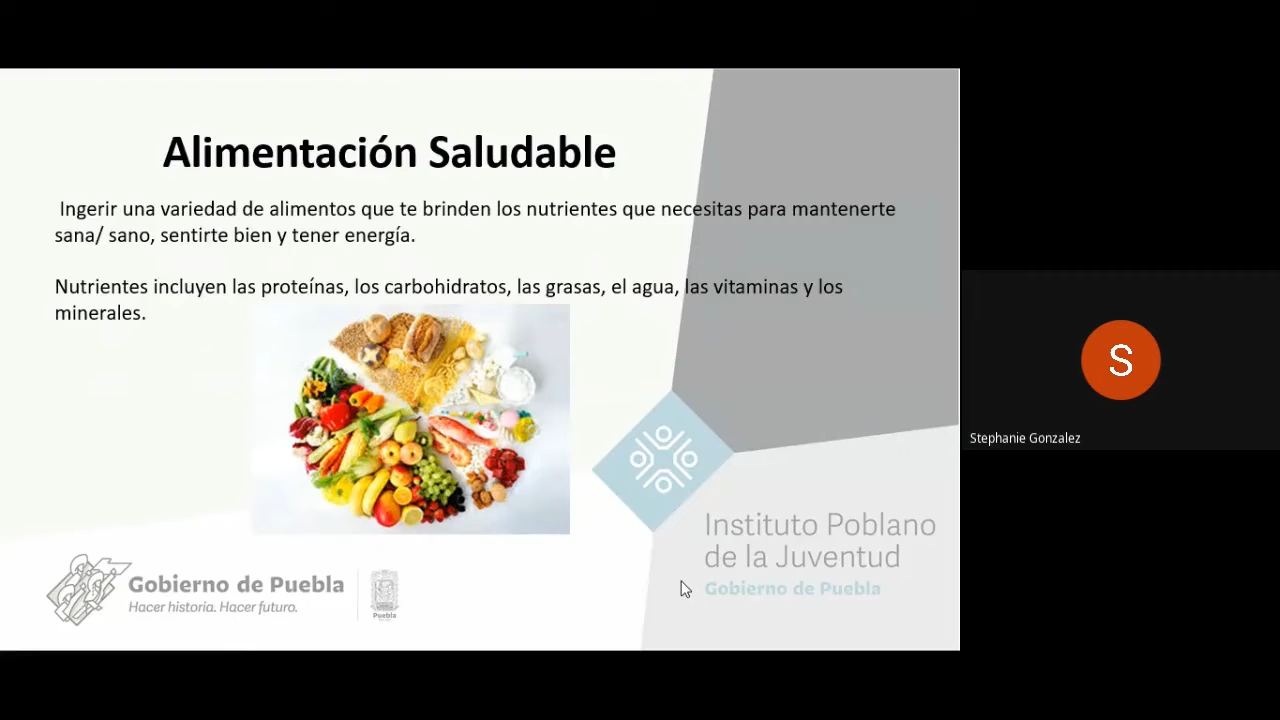 Alimentación Saludable
Ingerir una variedad de alimentos que te brinden los nutrientes que necesitas para mantenerte
sana/ sano, sentirte bien y tener energía.
Nutrientes incluyen las proteínas, los carbohidratos, las grasas, el agua, las vitaminas y los
minerales.
S
Stephanie Gonzalez
Instituto Poblano
de la Juventud
Gobierno de Puebla
Gobierno de Puebla
Hacer historia. Hacer futuro.
Puebla